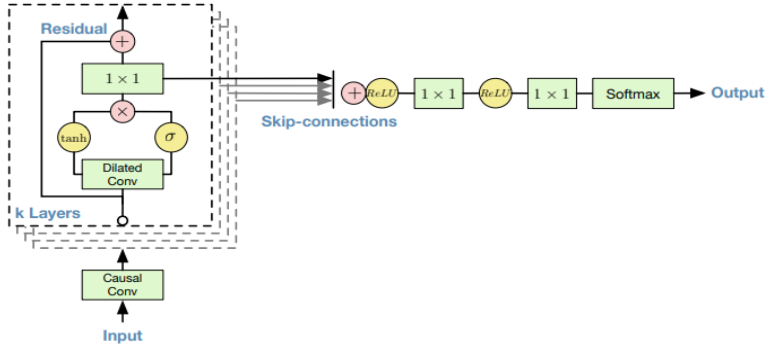 Residual
+
1 × 1
×
tanh
σ
Dilated
Conv
k Layers
Causal
Conv
Input
Skip-connections
+
ReLU
1 × 1
ReLU
1 × 1
Softmax
Output